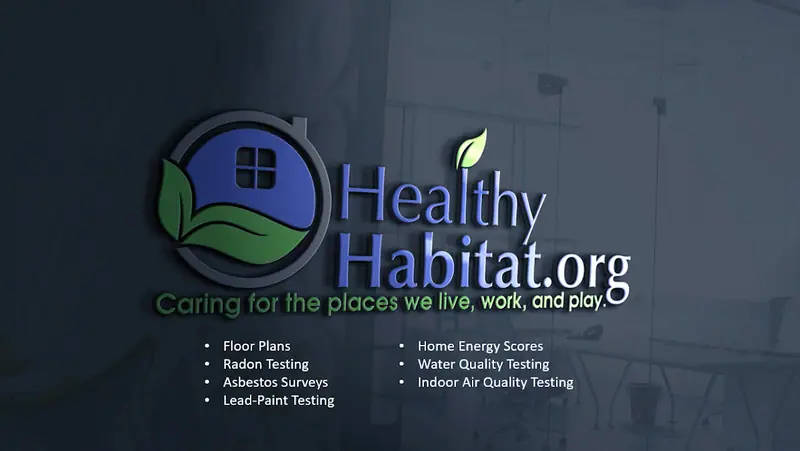 Healthy
Habitat.org
Caring for the places we live, work, and play.
• Floor Plans
• Radon Testing
• Asbestos Surveys
• Lead-Paint Testing
• Home Energy Scores
• Water Quality Testing
• Indoor Air Quality Testing